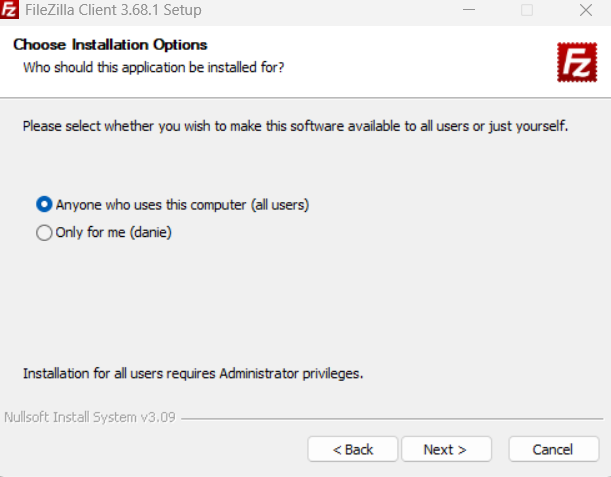 FileZilla Client 3.68.1 Setup
Choose Installation Options
Who should this application be installed for?
Fz
Please select whether you wish to make this software available to all users or just yourself.
Anyone who uses this computer (all users)
Only for me (danie)
Installation for all users requires Administrator privileges.
Nullsoft Install System v3.09
< Back
Next >
Cancel